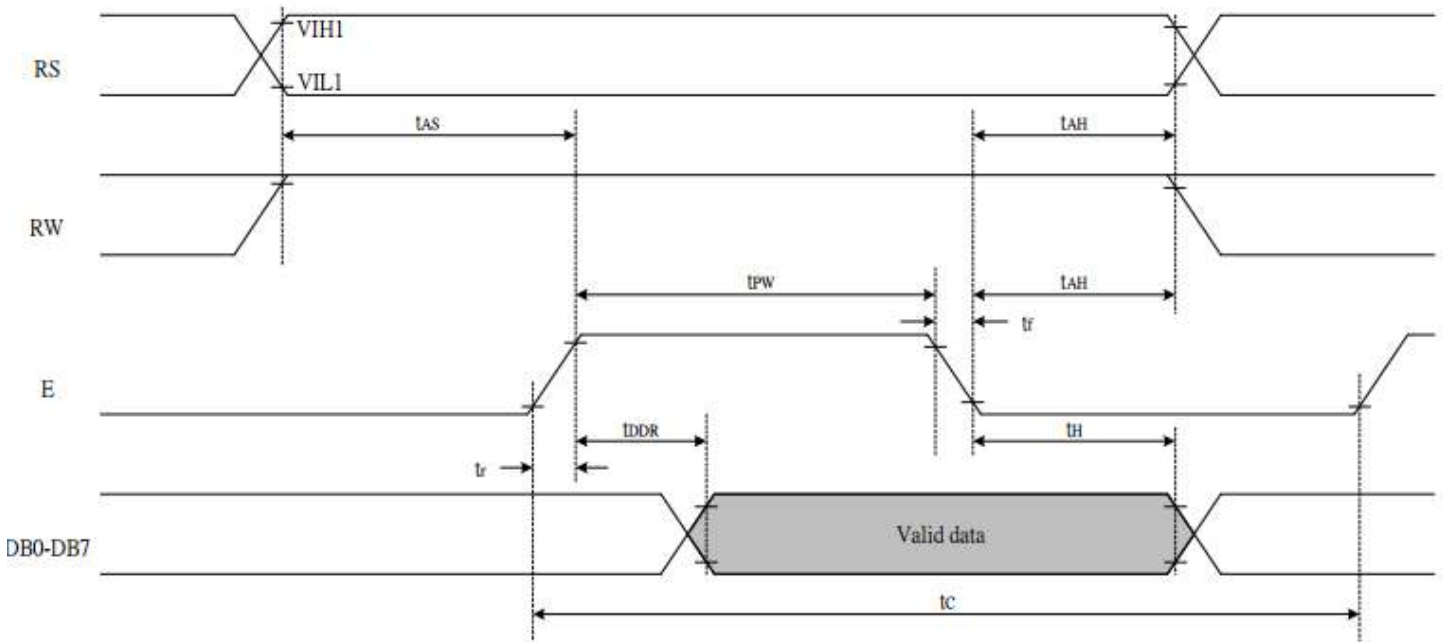 VIH1
RS
VIL1
tAS
tAH
RW
tPW
tAH
tf
E
tDDR
tH
tr
Valid data
DB0-DB7
tC